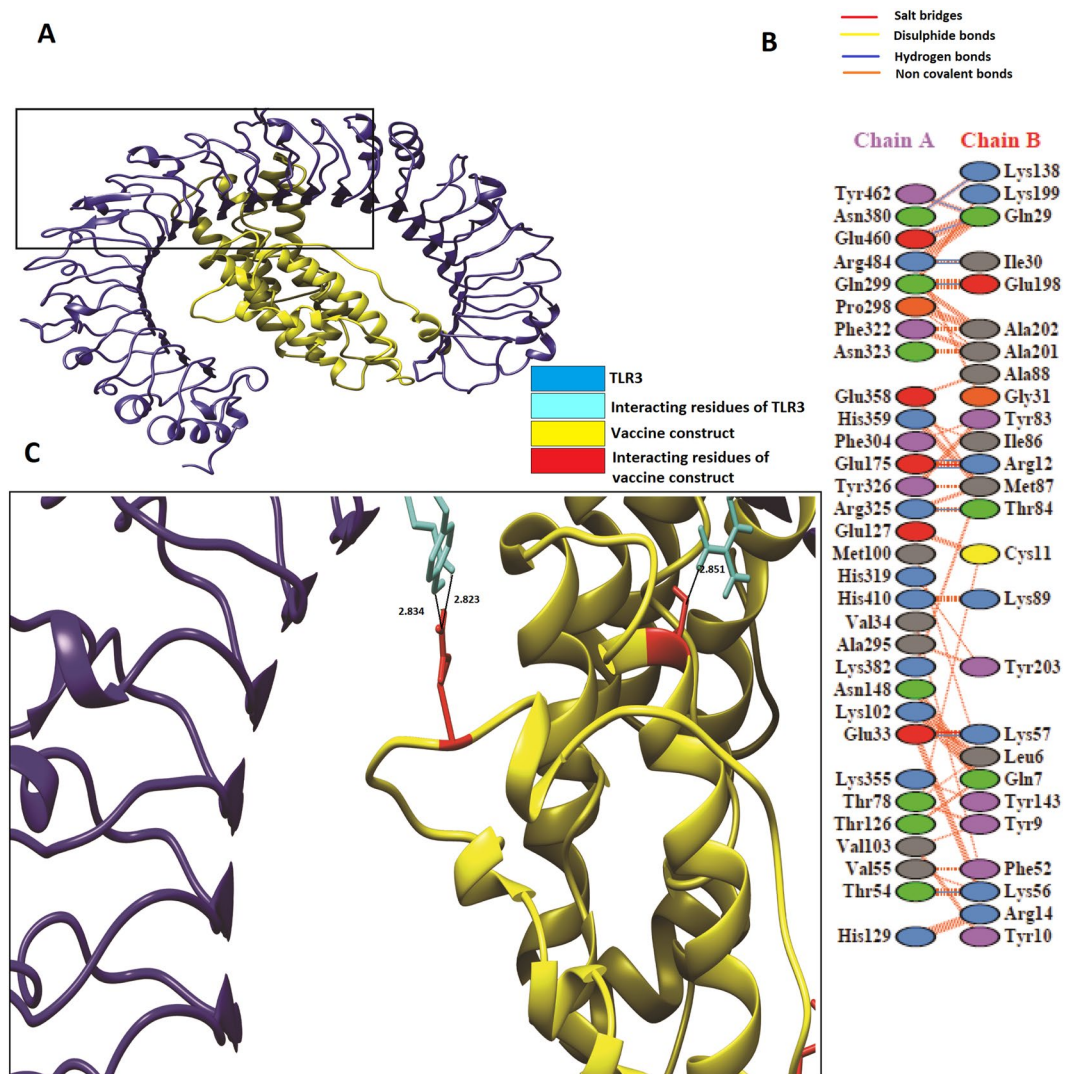 A
B
Salt bridges
Disulphide bonds
Hydrogen bonds
Non covalent bonds
TLR3
Interacting residues of TLR3
Vaccine construct
Interacting residues of
vaccine construct
C
2.834
2.823
2.851
Chain A Chain B
Lys138
Tyr462 Lys199
Asn380 Gln29
Glu460
Arg484 Ile30
Gln299 Glu198
Pro298
Phe322 Ala202
Asn323 Ala201
Ala88
Glu358 Gly31
His359 Tyr83
Phe304 Ile86
Glu175 Arg12
Tyr326 Met87
Arg325 Thr84
Glu127
Met100 Cys11
His319
His410 Lys89
Val34
Ala295
Lys382 Tyr203
Asn148
Lys102
Glu33 Lys57
Leu6
Lys355 Gln7
Thr78 Tyr143
Thr126 Tyr9
Val103
Val55 Phe52
Thr54 Lys56
Arg14
His129 Tyr10